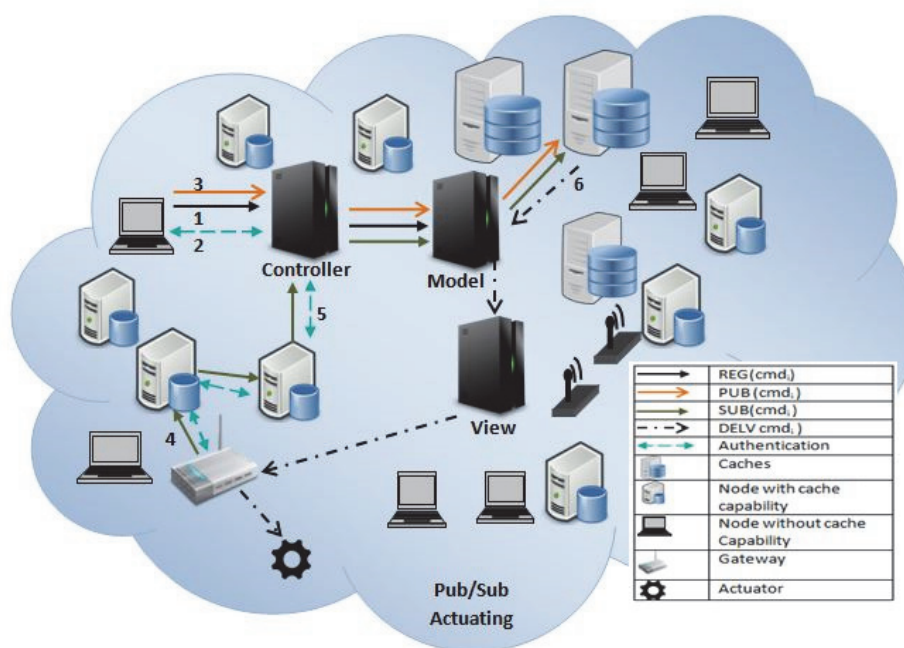 3
1
2
Controller
Model
6
5
4
View
Pub/Sub
Actuating
REG(cmdᵢ)
PUB(cmdᵢ)
SUB(cmdᵢ)
DELV cmdᵢ)
Authentication
Caches
Node with cache
capability
Node without cache
Capability
Gateway
Actuator